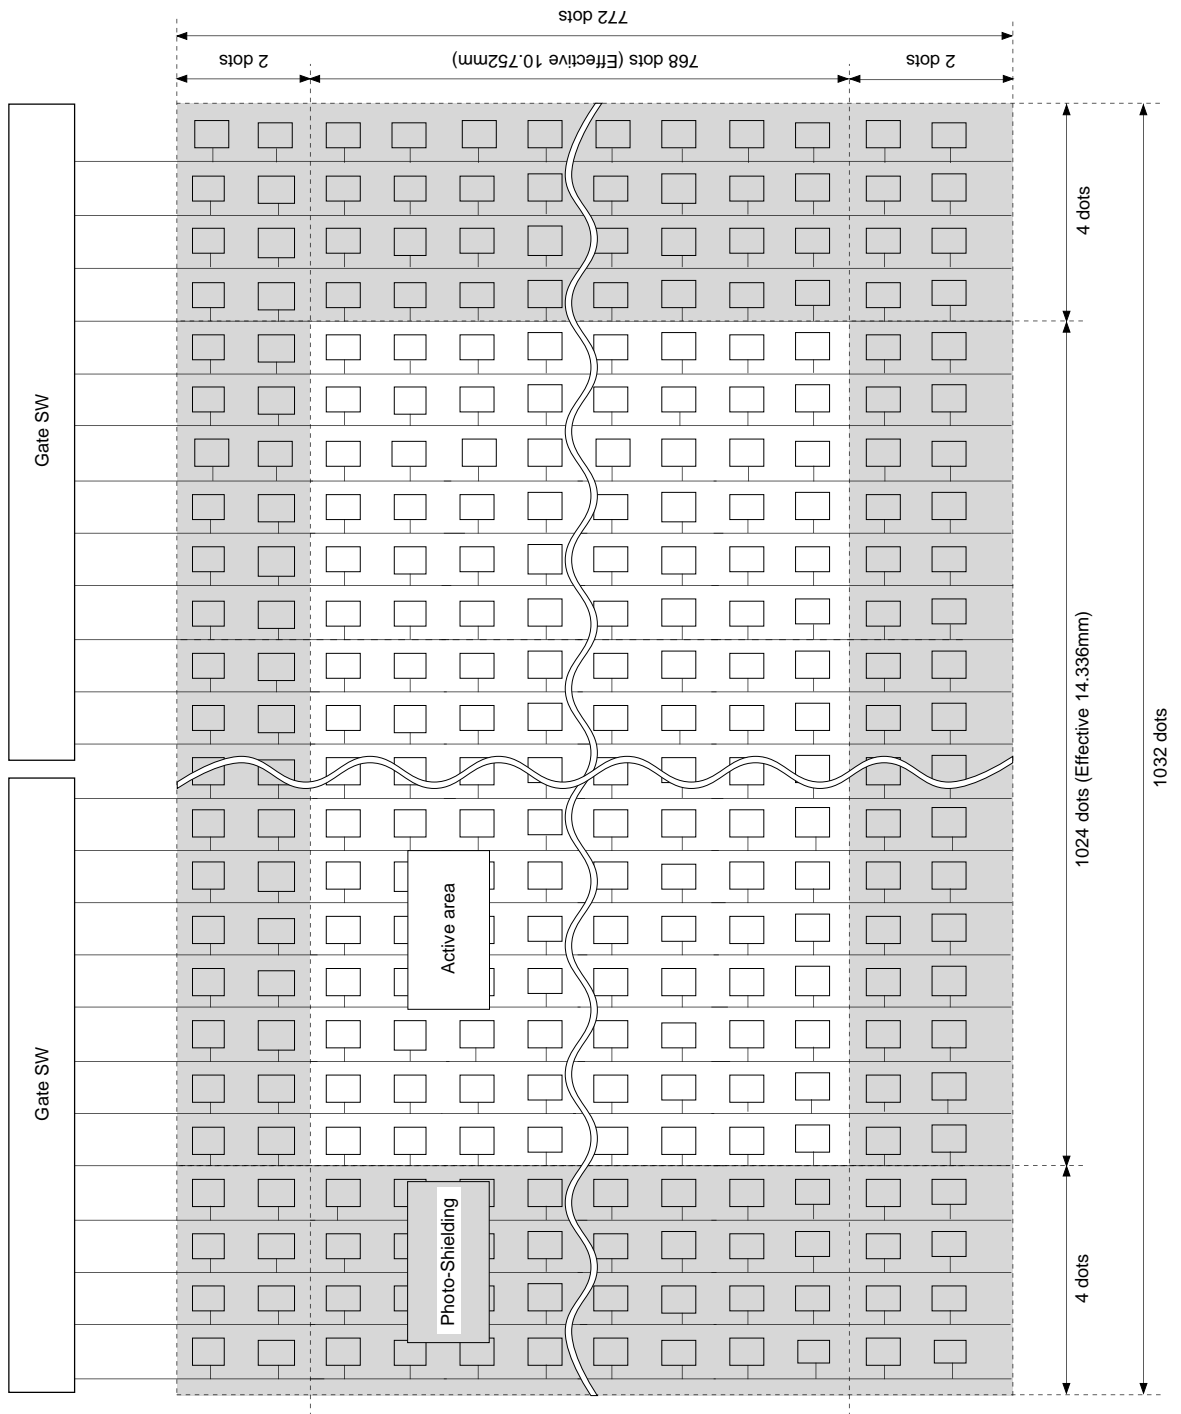 772 dots
2 dots
768 dots (Effective 10.752mm)
2 dots
4 dots
Gate SW
1024 dots (Effective 14.336mm)
1032 dots
Active area
Gate SW
Photo-Shielding
4 dots